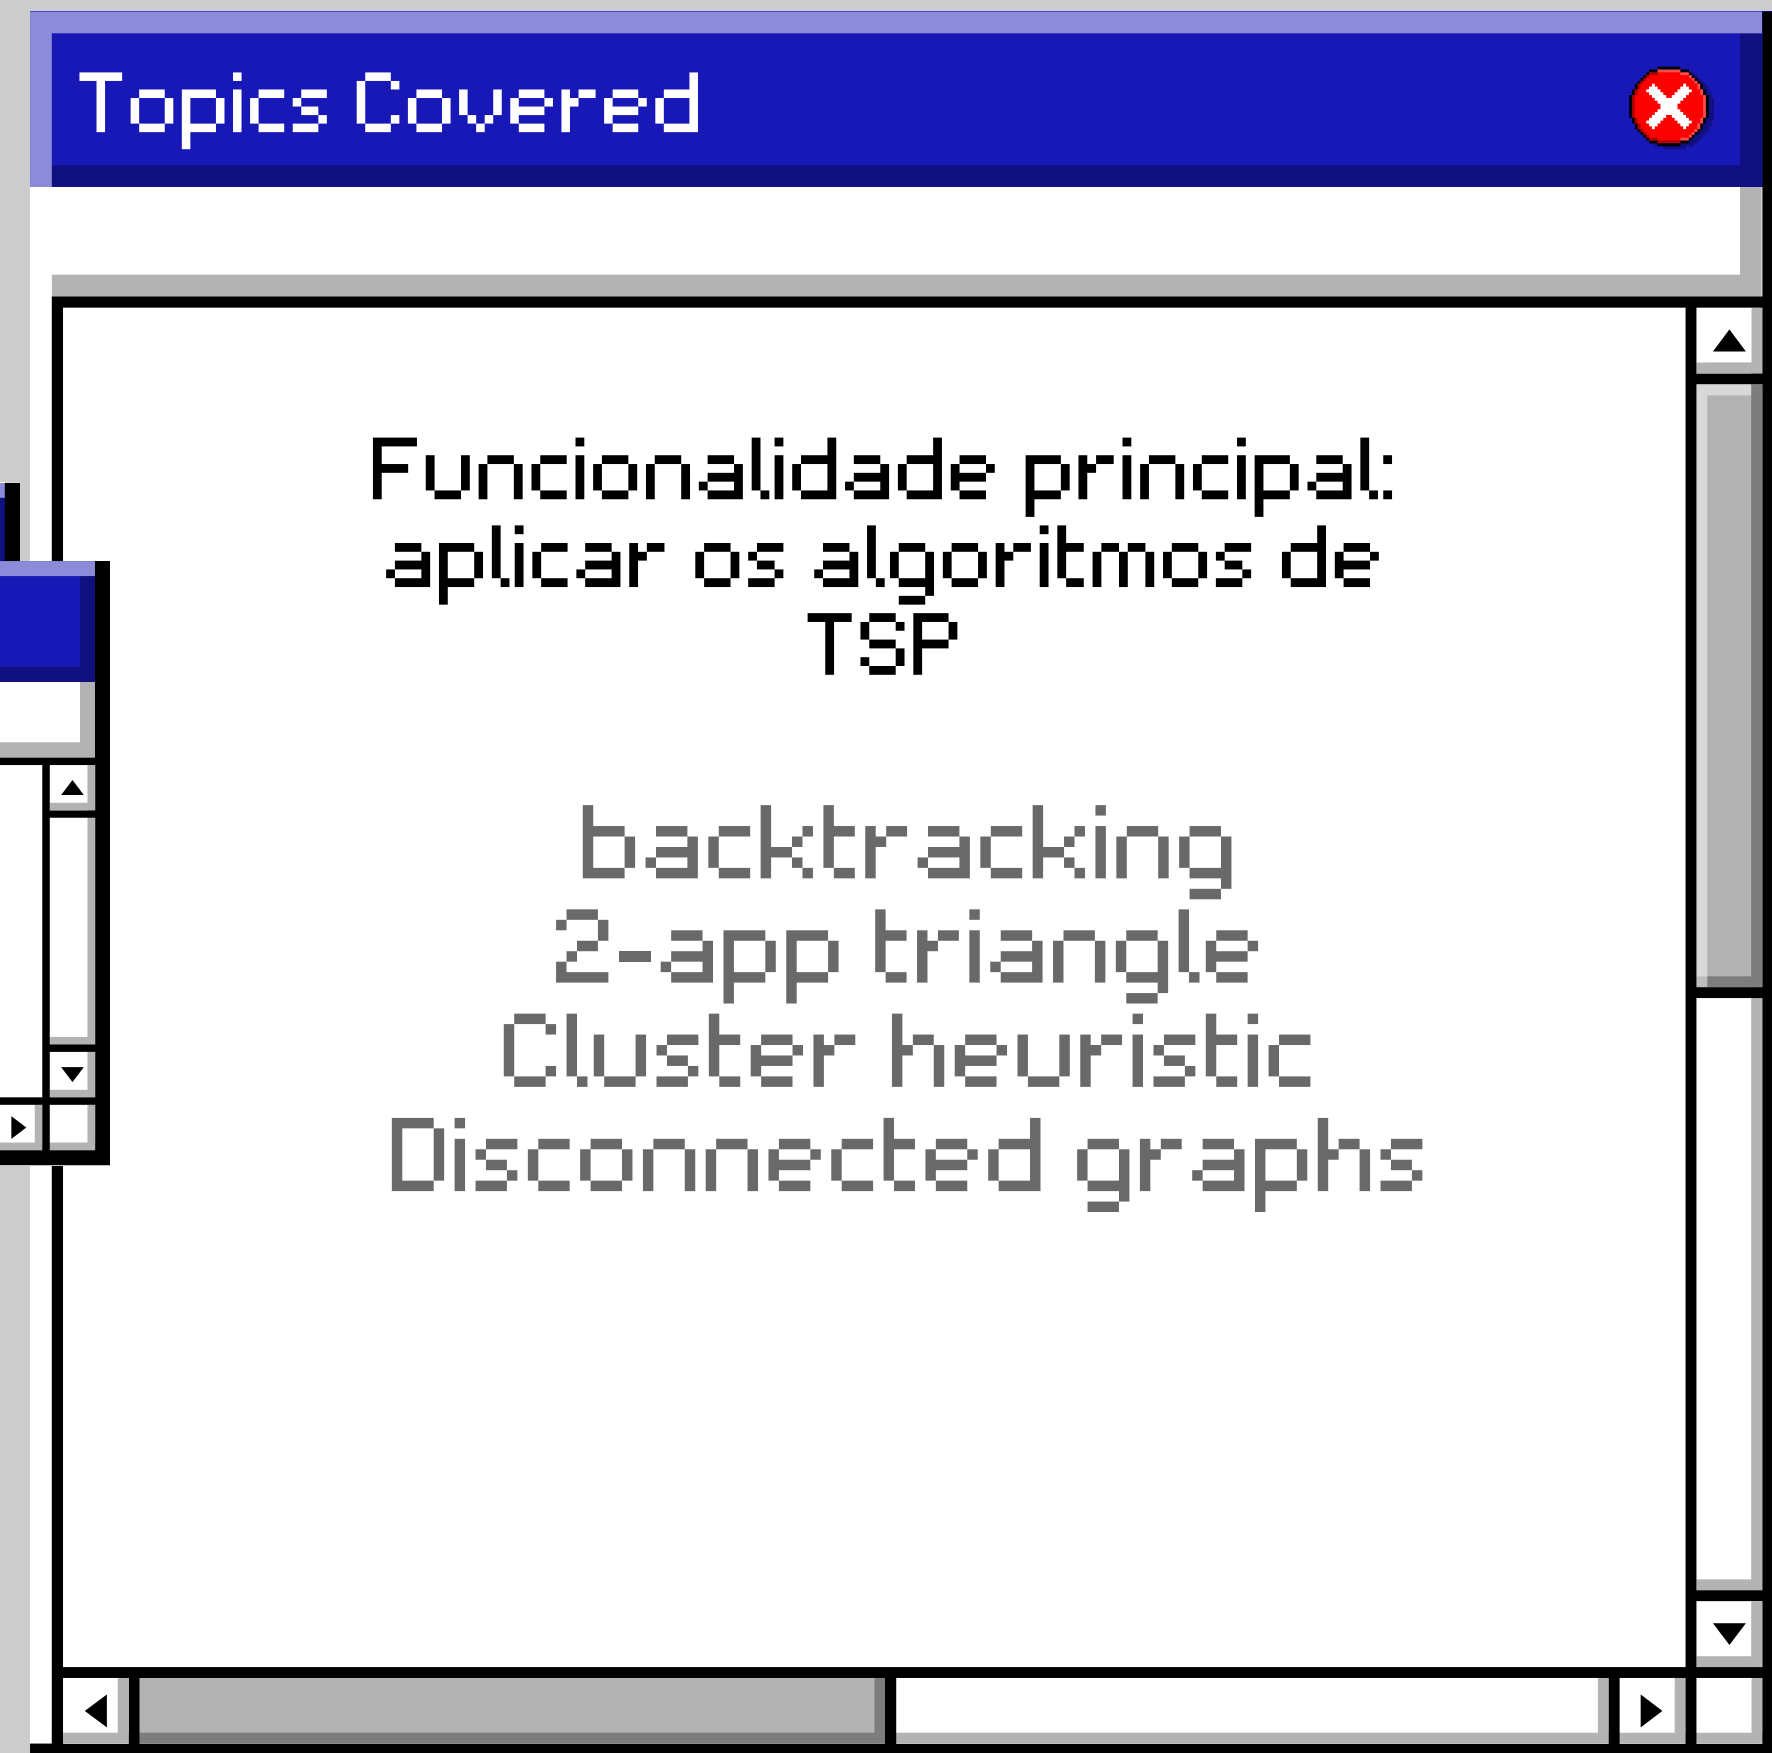 Topics Covered
Funcionalidade principal:
aplicar os algoritmos de
TSP
backtracking
2-app triangle
Cluster heuristic
Disconnected graphs